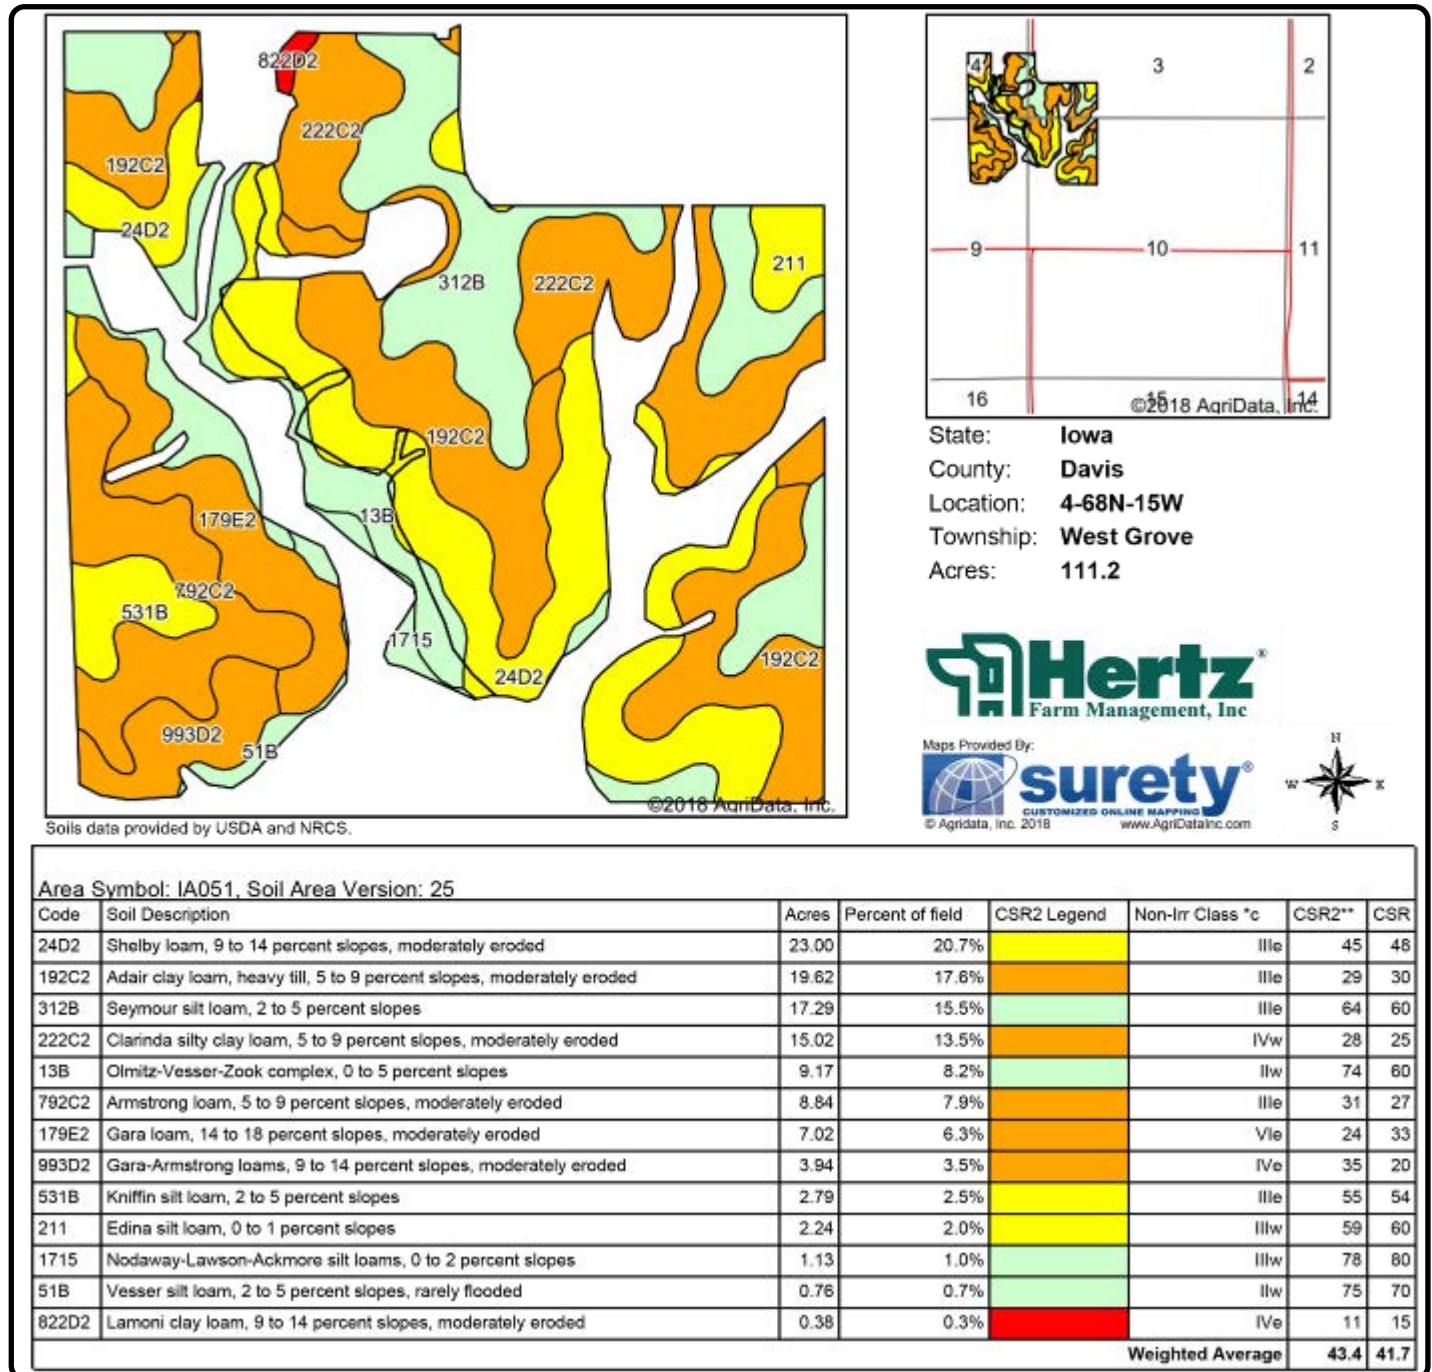 822D2
222C2
192C2
24D2
312B
222C2
211
192C2
179E2
13B
792C2
531B
1715
24D2
192C2
993D2
51B
©2018 AgriData, Inc.
Soils data provided by USDA and NRCS.
4
3
2
9
10
11
16
15
14
©2018 AgriData, Inc.
State: Iowa
County: Davis
Location: 4-68N-15W
Township: West Grove
Acres: 111.2
Hertz®
Farm Management, Inc
Maps Provided By:
surety®
CUSTOMIZED ONLINE MAPPING
© Agridata, Inc. 2018 www.AgriDataInc.com
N
W E
S
Area Symbol: IA051, Soil Area Version: 25
Code Soil Description Acres Percent of field CSR2 Legend Non-Irr Class *c CSR2** CSR
24D2 Shelby loam, 9 to 14 percent slopes, moderately eroded 23.00 20.7% IIIe 45 48
192C2 Adair clay loam, heavy till, 5 to 9 percent slopes, moderately eroded 19.62 17.6% IIIe 29 30
312B Seymour silt loam, 2 to 5 percent slopes 17.29 15.5% IIIe 64 60
222C2 Clarinda silty clay loam, 5 to 9 percent slopes, moderately eroded 15.02 13.5% IVw 28 25
13B Olmitz-Vesser-Zook complex, 0 to 5 percent slopes 9.17 8.2% IIw 74 60
792C2 Armstrong loam, 5 to 9 percent slopes, moderately eroded 8.84 7.9% IIIe 31 27
179E2 Gara loam, 14 to 18 percent slopes, moderately eroded 7.02 6.3% VIe 24 33
993D2 Gara-Armstrong loams, 9 to 14 percent slopes, moderately eroded 3.94 3.5% IVe 35 20
531B Kniffin silt loam, 2 to 5 percent slopes 2.79 2.5% IIIe 55 54
211 Edina silt loam, 0 to 1 percent slopes 2.24 2.0% IIIw 59 60
1715 Nodaway-Lawson-Ackmore silt loams, 0 to 2 percent slopes 1.13 1.0% IIIw 78 80
51B Vesser silt loam, 2 to 5 percent slopes, rarely flooded 0.76 0.7% IIw 75 70
822D2 Lamoni clay loam, 9 to 14 percent slopes, moderately eroded 0.38 0.3% IVe 11 15
Weighted Average 43.4 41.7